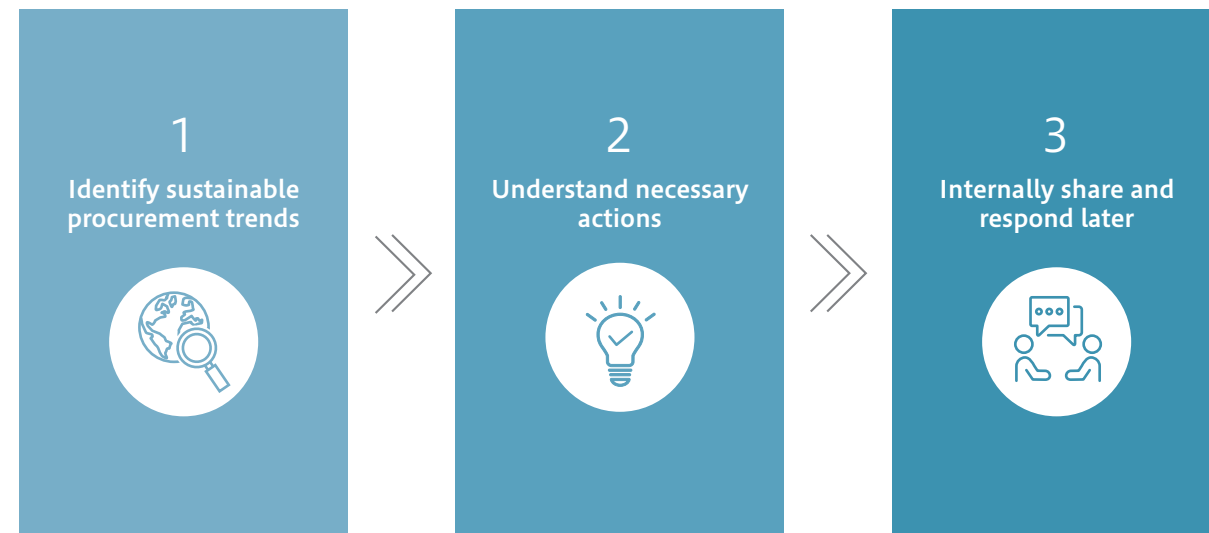 1
Identify sustainable
procurement trends
2
Understand necessary
actions
3
Internally share and
respond later